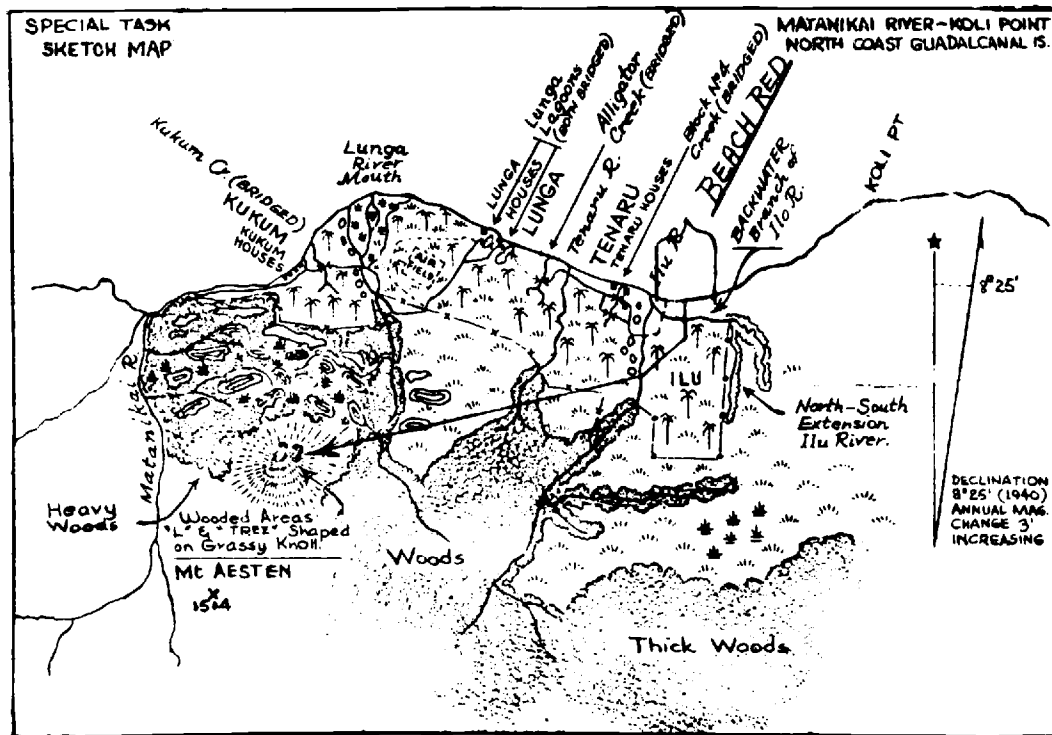 SPECIAL TASK
SKETCH MAP
MATANIKAI RIVER-KOLI POINT
NORTH COAST GUADALCANAL IS.
Kukum Cr. (BRIDGED)
KUKUM
KUKUM
HOUSES
Lunga
River
Mouth
LUNGA
HOUSES
Lunga
Lagoons
(BOTH BRIDGED)
LUNGA
Alligator
Creek (BRIDGED)
Tenaru R.
TENARU
TENARU HOUSES
Block No 4
Creek (BRIDGED)
BEACH RED
BACKWATER
Branch of
Ilo R.
KOLI PT
FIELD
ILU
North-South
Extension
Ilu River.
8°25'
DECLINATION
8°25' (1940)
ANNUAL MAG.
CHANGE 3'
INCREASING
Matanika R
Heavy
Woods
Wooded Areas
"L" & "TREE" Shaped
on Grassy Knoll.
Mt AESTEN
X
1514
Woods
Thick Woods